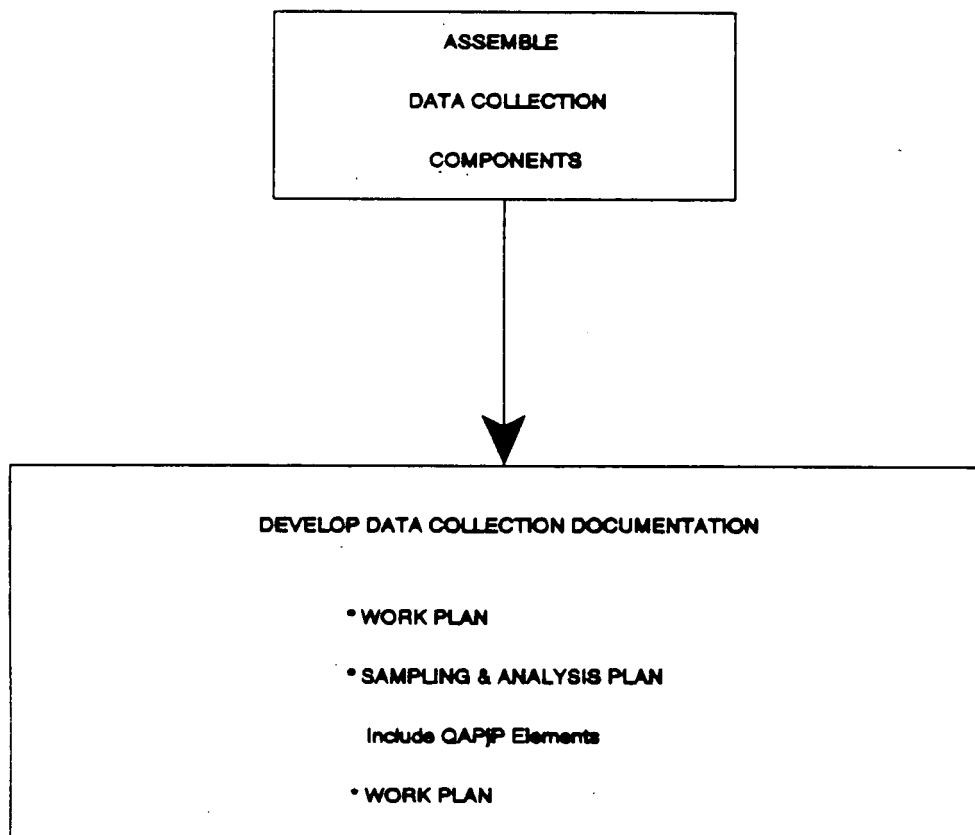 ASSEMBLE
DATA COLLECTION
COMPONENTS
DEVELOP DATA COLLECTION DOCUMENTATION
* WORK PLAN
* SAMPLING & ANALYSIS PLAN
Include QAPjP Elements
* WORK PLAN